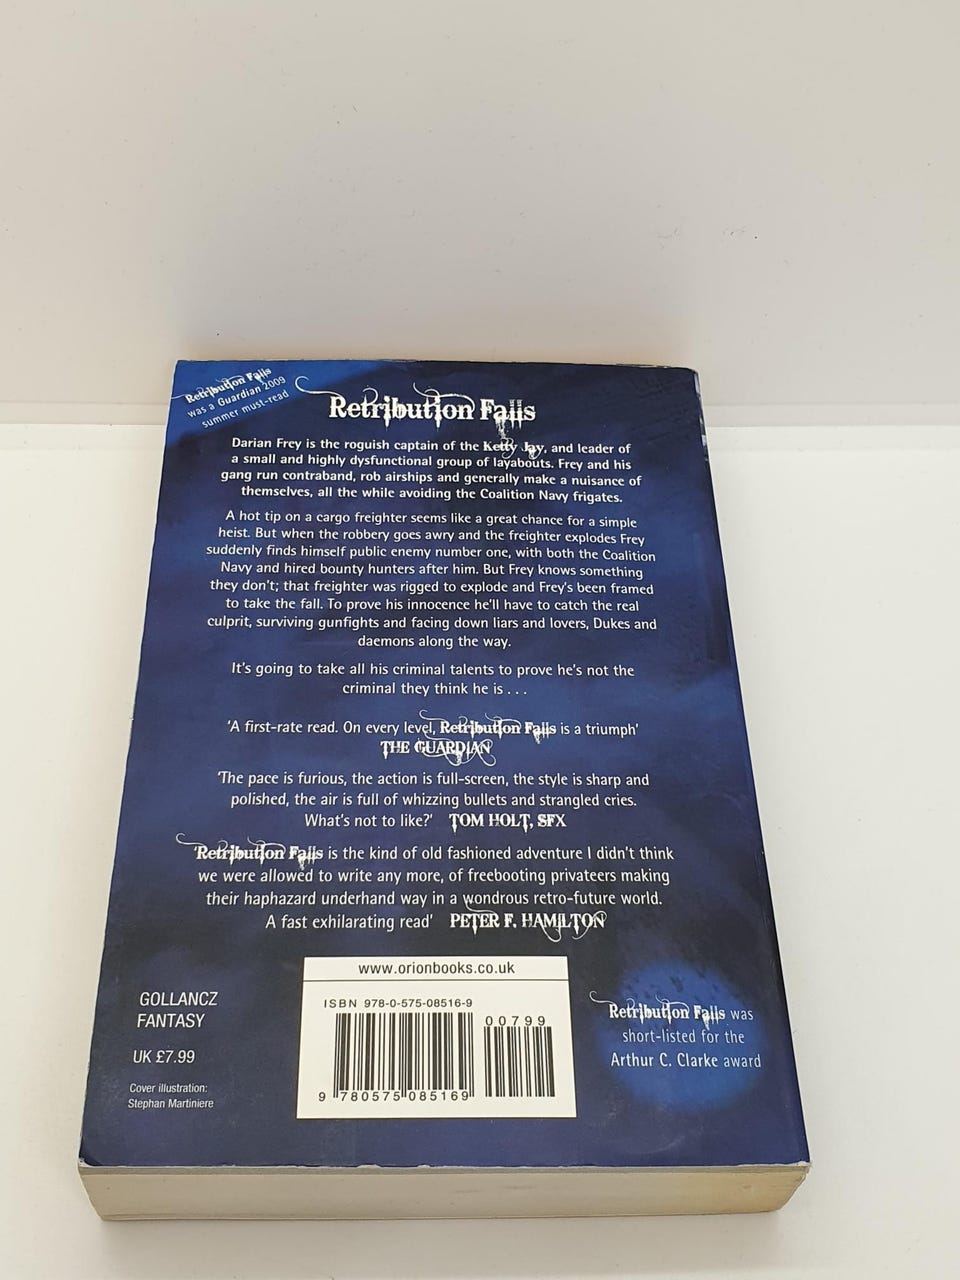 Retribution Falls
was a Guardian 2009
summer must-read
Retribution Falls
Darian Frey is the roguish captain of the Ketty Jay, and leader of
a small and highly dysfunctional group of layabouts. Frey and his
gang run contraband, rob airships and generally make a nuisance of
themselves, all the while avoiding the Coalition Navy frigates.
A hot tip on a cargo freighter seems like a great chance for a simple
heist. But when the robbery goes awry and the freighter explodes Frey
suddenly finds himself public enemy number one, with both the Coalition
Navy and hired bounty hunters after him. But Frey knows something
they don't; that freighter was rigged to explode and Frey's been framed
to take the fall. To prove his innocence he'll have to catch the real
culprit, surviving gunfights and facing down liars and lovers, Dukes and
daemons along the way.
It's going to take all his criminal talents to prove he's not the
criminal they think he is . . .
'A first-rate read. On every level, Retribution Falls is a triumph'
THE GUARDIAN
'The pace is furious, the action is full-screen, the style is sharp and
polished, the air is full of whizzing bullets and strangled cries.
What's not to like?' TOM HOLT, SFX
'Retribution Falls is the kind of old fashioned adventure I didn't think
we were allowed to write any more, of freebooting privateers making
their haphazard underhand way in a wondrous retro-future world.
A fast exhilarating read' PETER F. HAMILTON
GOLLANCZ
FANTASY
UK £7.99
Cover illustration:
Stephan Martiniere
www.orionbooks.co.uk
ISBN 978-0-575-08516-9
00799
9 780575 085169
Retribution Falls was
short-listed for the
Arthur C. Clarke award